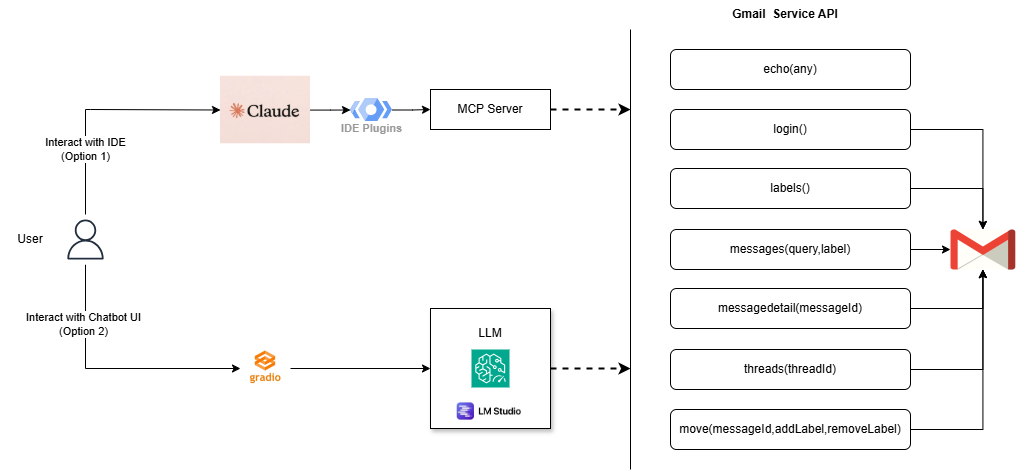 Gmail  Service API
echo(any)
Claude
MCP Server
IDE Plugins
login()
Interact with IDE
(Option 1)
labels()
User
messages(query,label)
messagedetail(messageId)
Interact with Chatbot UI
(Option 2)
LLM
gradio
threads(threadId)
LM Studio
move(messageId,addLabel,removeLabel)